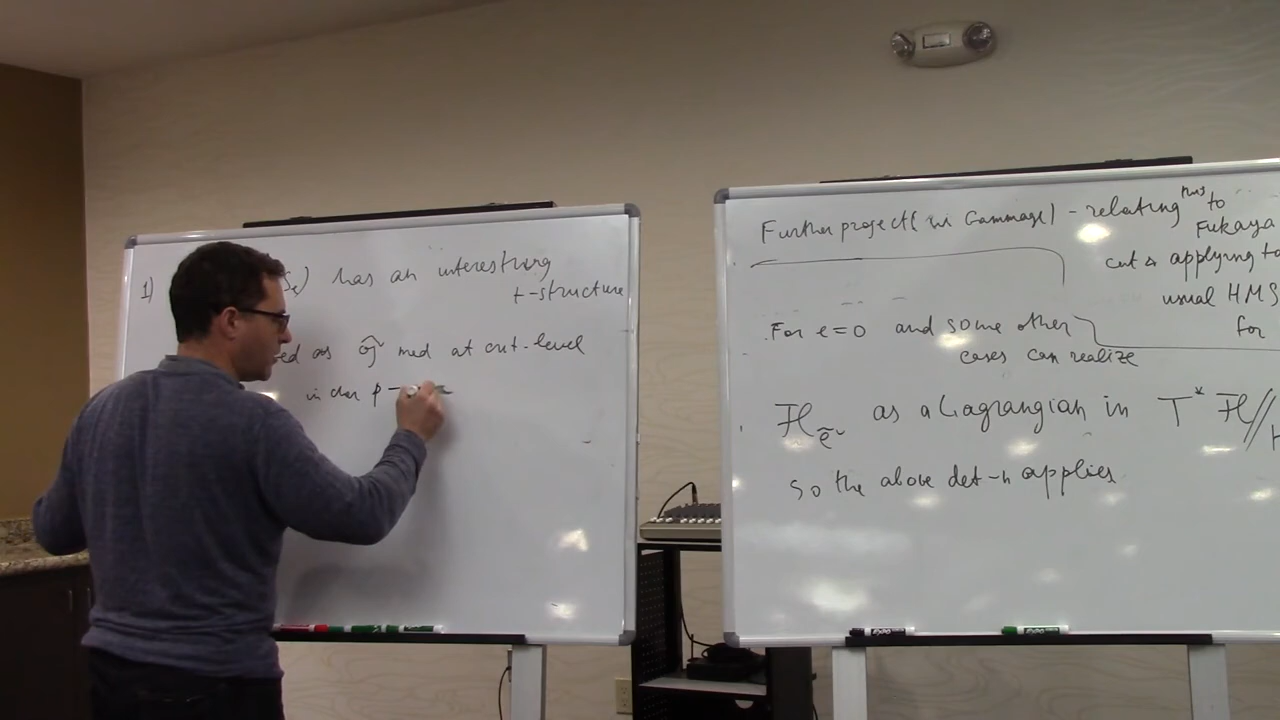 1) Sₑ) has an interesting
t-structure
ed as ĝ mod at crit-level
in char p
Further project (w Gammage) - relating this to
Fukaya
cat & applying to
usual HMS
for
For e=0 and some other
cases can realize
as a Lagrangian in T*
so the above def-n applies